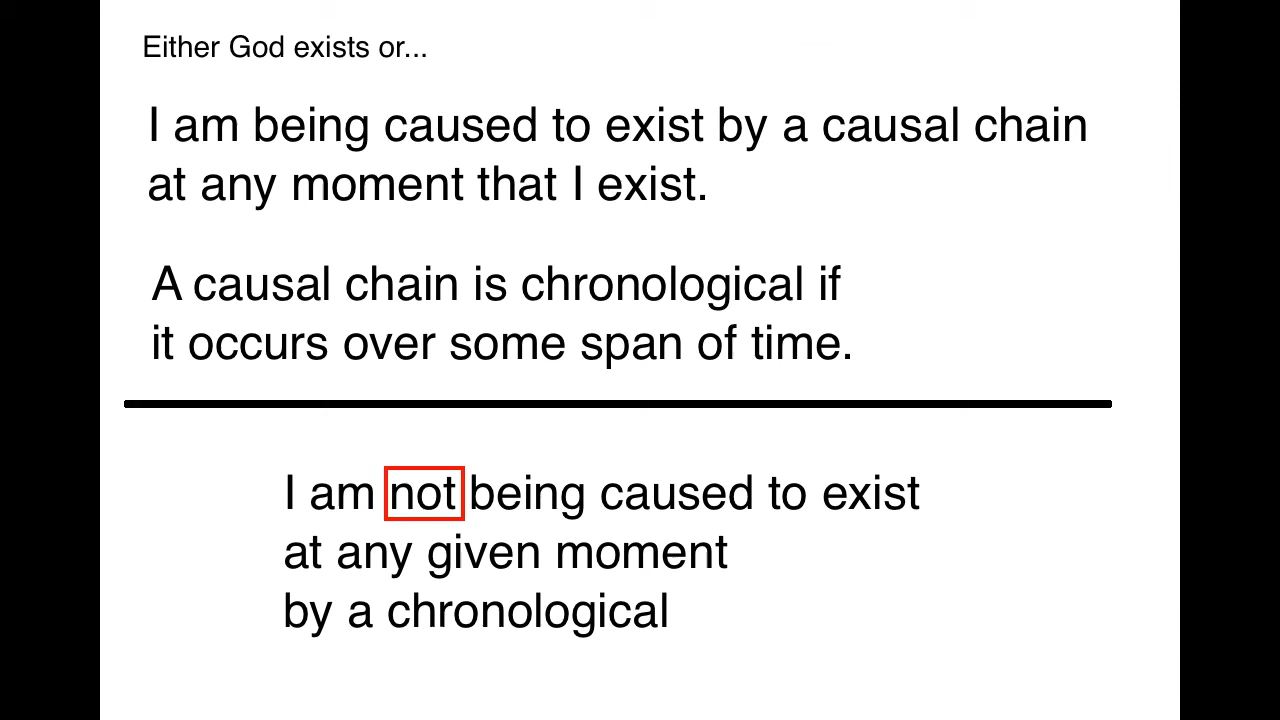 Either God exists or...
I am being caused to exist by a causal chain
at any moment that I exist.
A causal chain is chronological if
it occurs over some span of time.
I am not being caused to exist
at any given moment
by a chronological